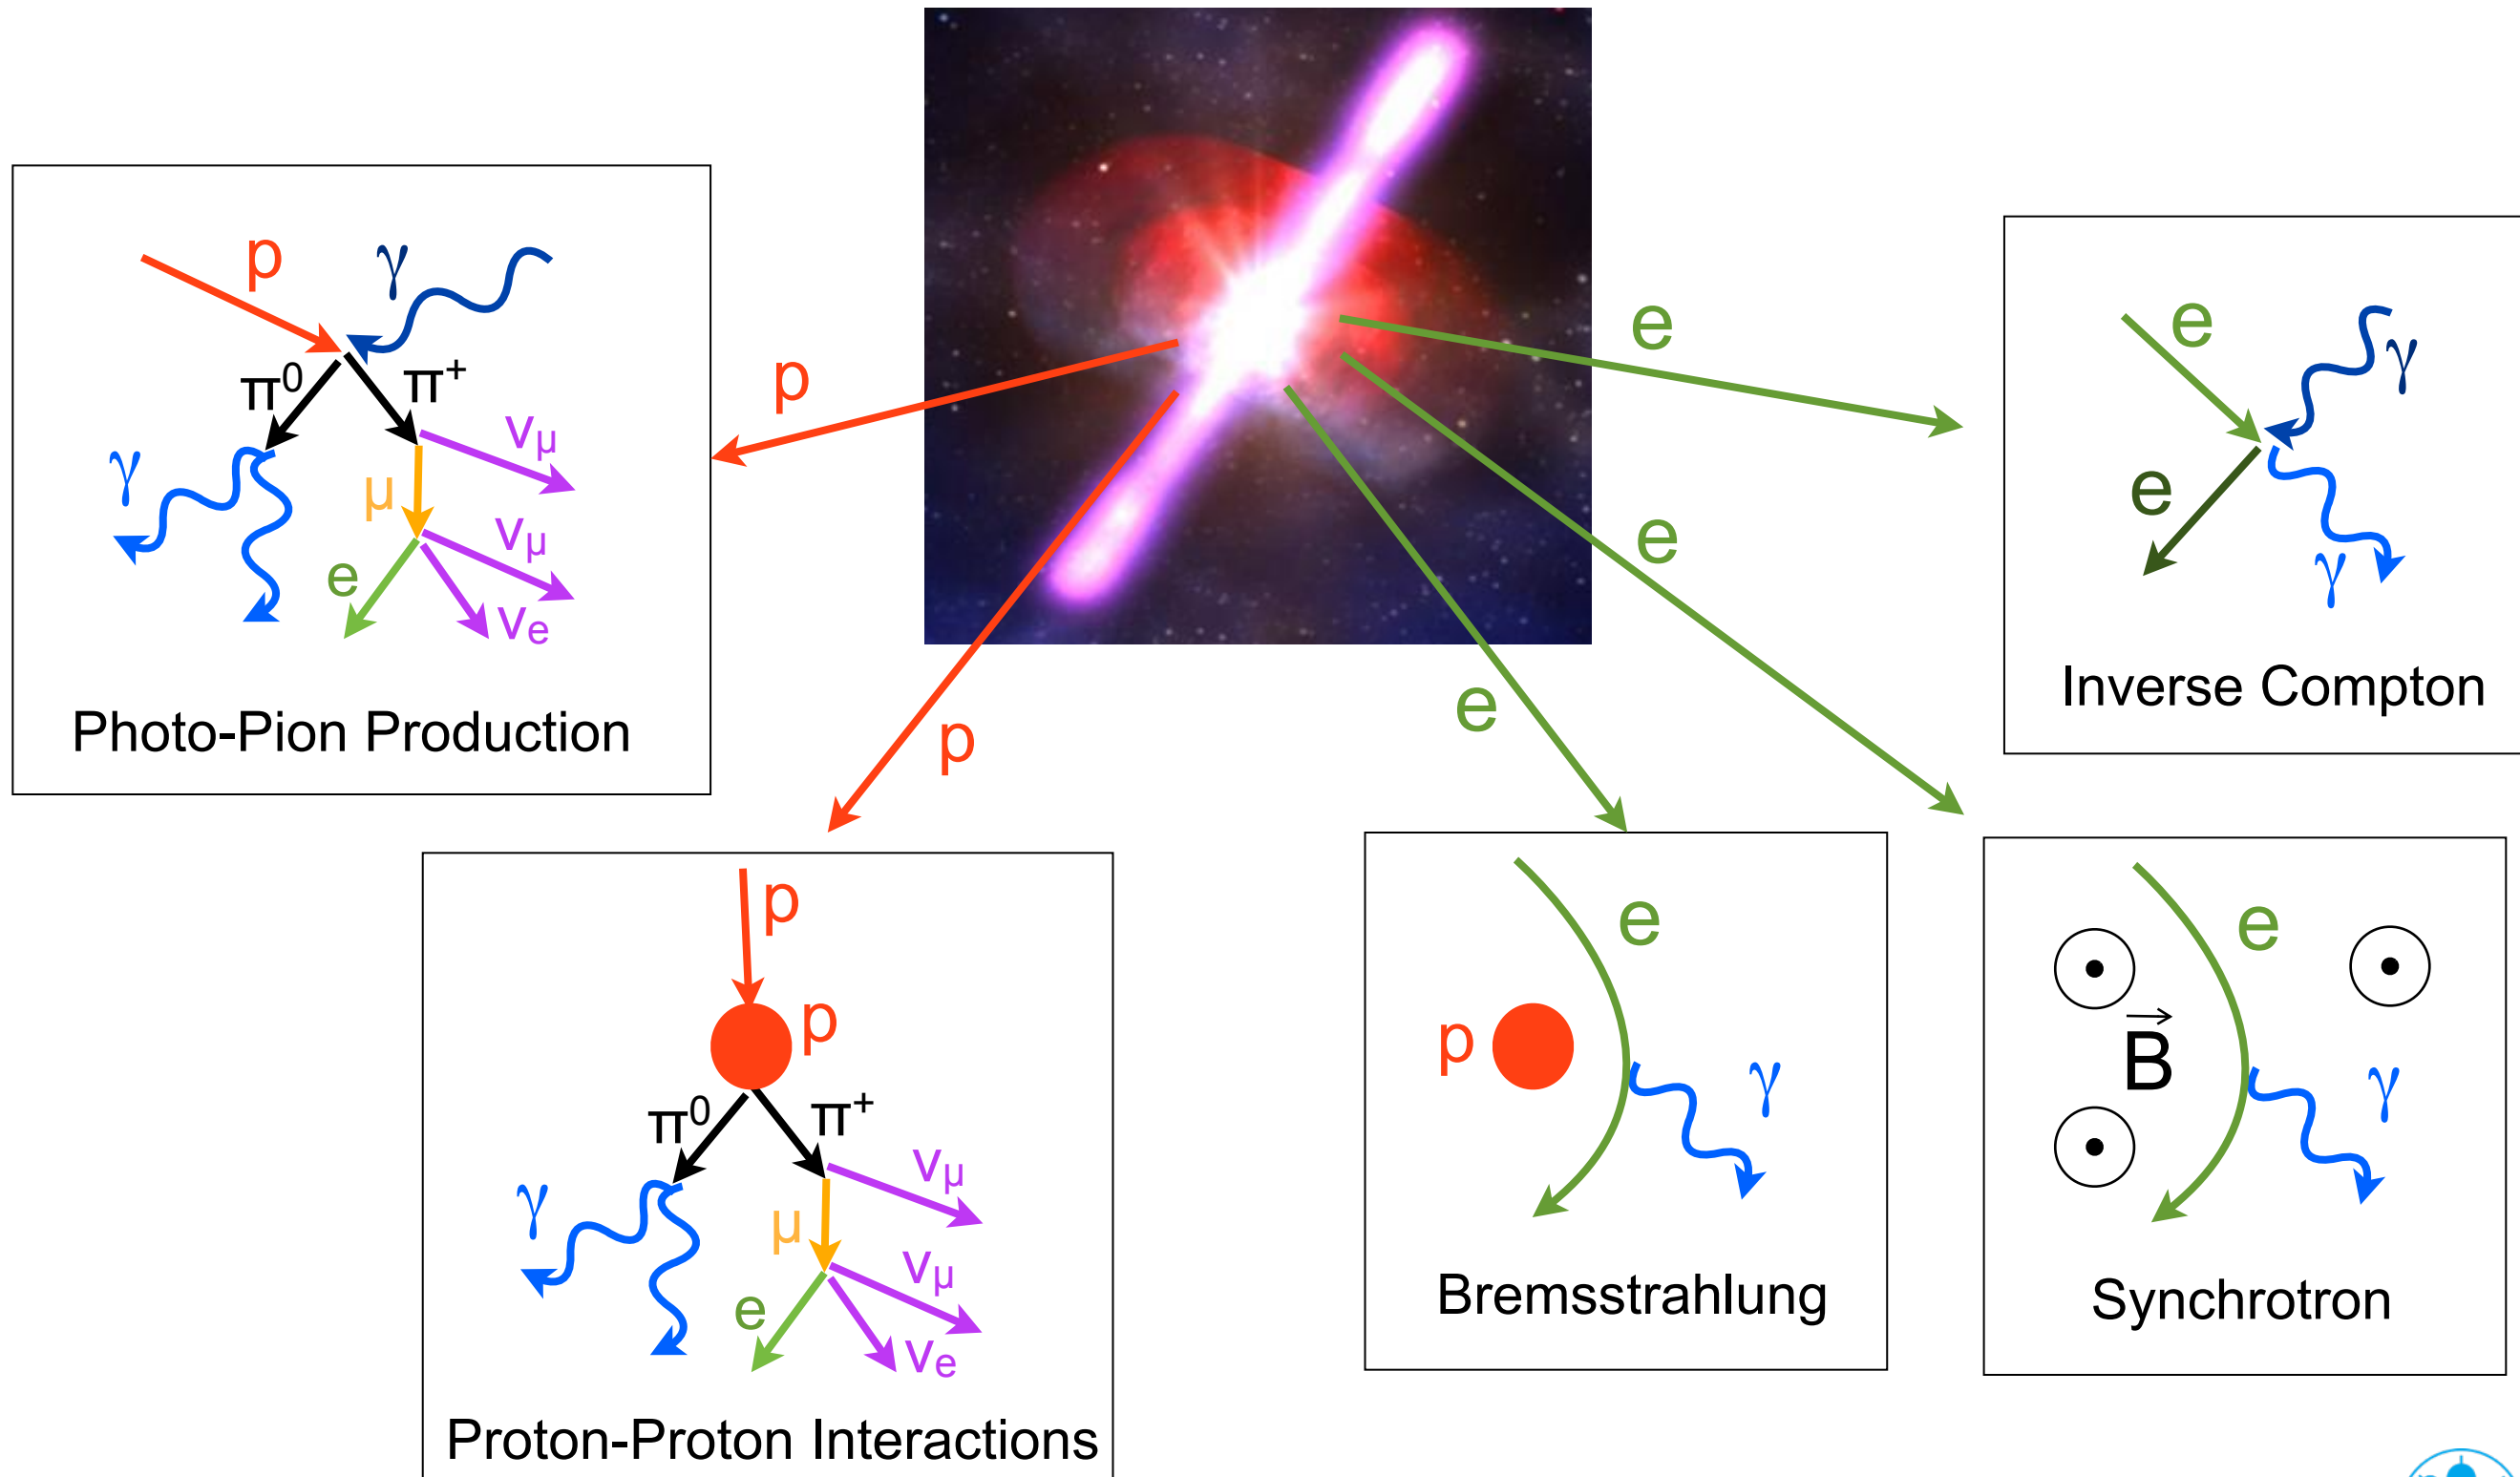 p
γ
π⁰
π⁺
νμ
γ
μ
νμ
e
νe
Photo-Pion Production
p
p
e
e
e
e
γ
e
γ
Inverse Compton
p
p
π⁰
π⁺
νμ
γ
μ
νμ
e
νe
Proton-Proton Interactions
e
p
γ
Bremsstrahlung
e
B⃗
γ
Synchrotron